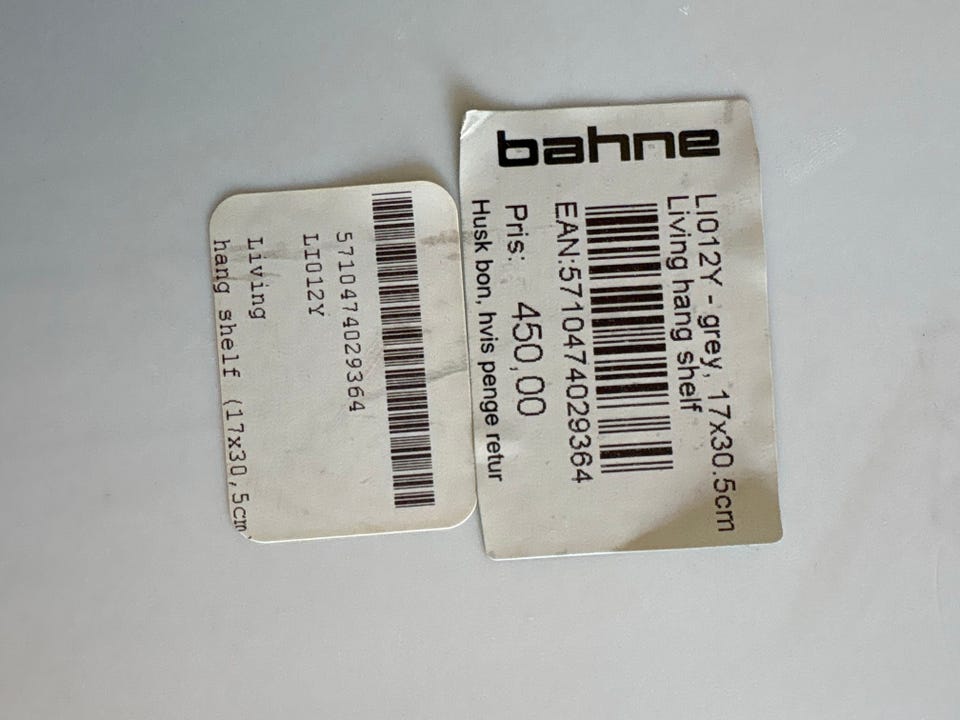 bahne
LI012Y - grey, 17x30.5cm
Living hang shelf
EAN:5710474029364
Pris: 450,00
Husk bon, hvis penge retur
5710474029364
LI012Y
Living
hang shelf (17x30,5cm